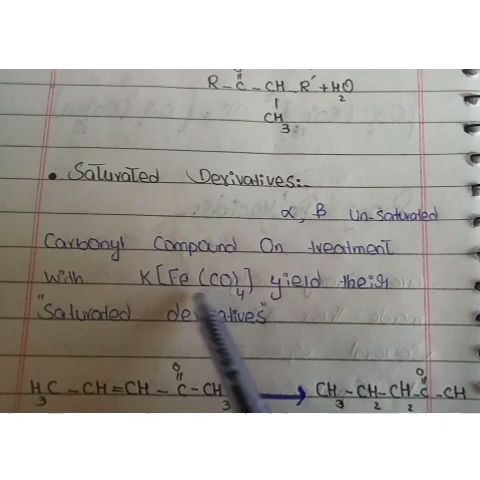 O
R - C - CH R' + H2O
CH3
• Saturated Derivatives:-
α, β un-saturated
Carbonyl Compound On treatment
with K[Fe(CO)4] yield their
"Saturated derivatives"
O O
H3C - CH=CH - C - CH3 → CH3 - CH2 - CH2 - C - CH